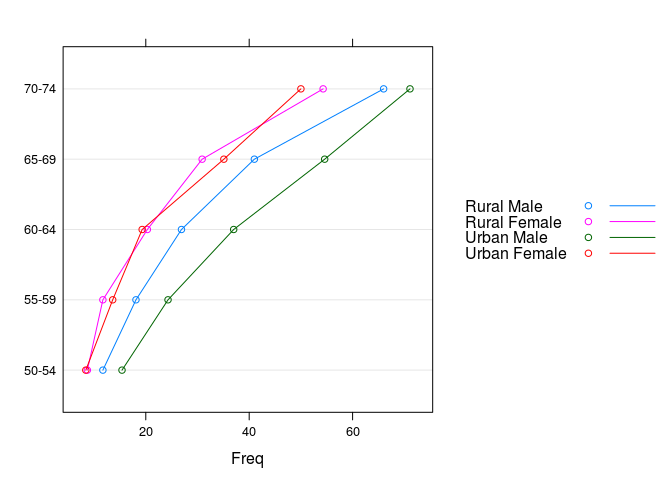 70-74
65-69
60-64
55-59
50-54
20 40 60
Freq
Rural Male
Rural Female
Urban Male
Urban Female